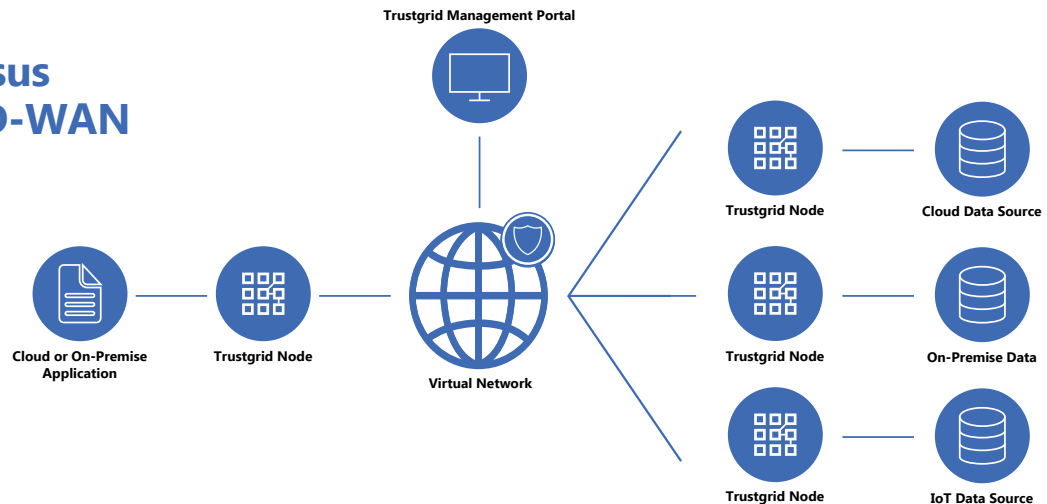 Trustgrid Management Portal
sus
-WAN
Trustgrid Node
Cloud Data Source
Cloud or On-Premise
Application
Trustgrid Node
Virtual Network
Trustgrid Node
On-Premise Data
Trustgrid Node
IoT Data Source